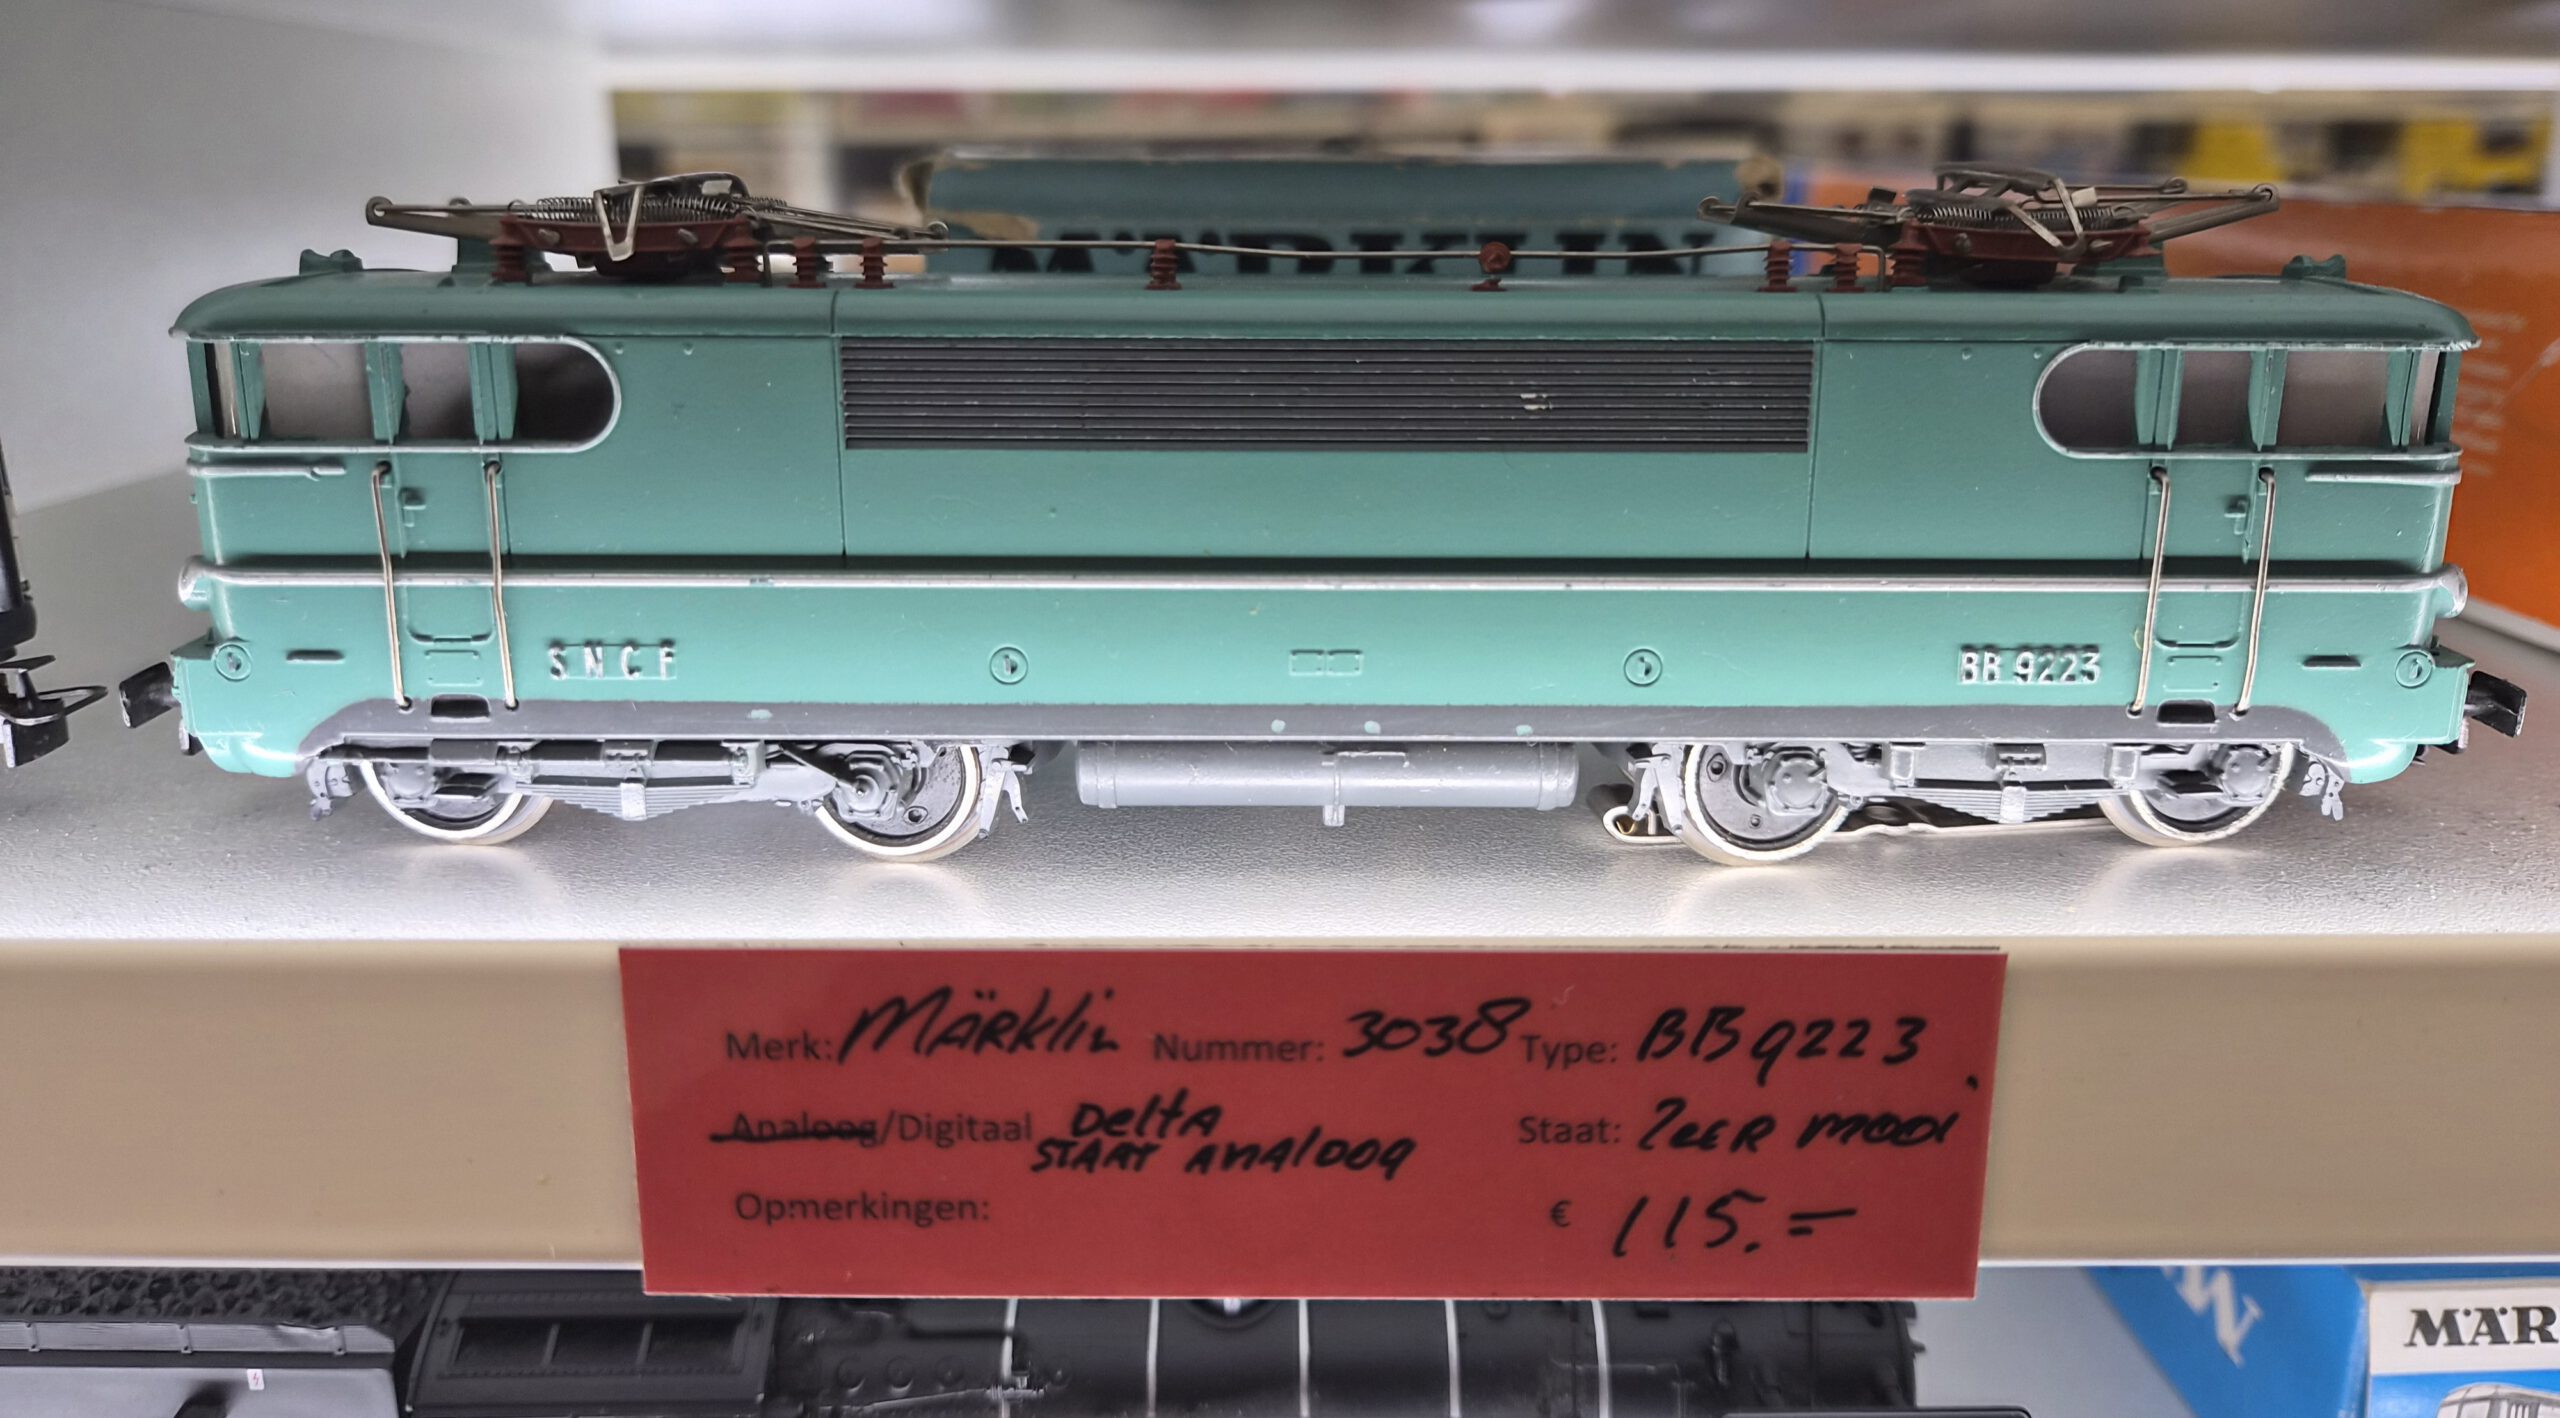 MÄRKLIN
SNCF
BB 9223
Merk: Märklin Nummer: 3038 Type: BB 9223
Analoog/Digitaal Delta Staat: Zeer mooi
STAAT Analoog
Opmerkingen: € 115.=
MÄR